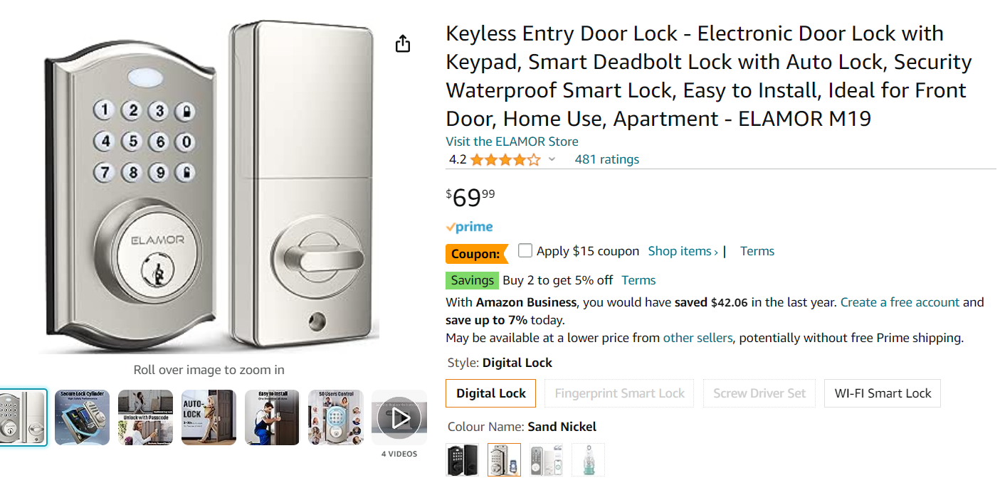 1 2 3
4 5 6 0
7 8 9
ELAMOR
Roll over image to zoom in
Secure Lock Cylinder
Unlock with Passcode
AUTO-
LOCK
Easy to Install
50 Users Control
4 VIDEOS
Keyless Entry Door Lock - Electronic Door Lock with
Keypad, Smart Deadbolt Lock with Auto Lock, Security
Waterproof Smart Lock, Easy to Install, Ideal for Front
Door, Home Use, Apartment - ELAMOR M19
Visit the ELAMOR Store
4.2 481 ratings
$6999
prime
Coupon: Apply $15 coupon Shop items › | Terms
Savings Buy 2 to get 5% off Terms
With Amazon Business, you would have saved $42.06 in the last year. Create a free account and
save up to 7% today.
May be available at a lower price from other sellers, potentially without free Prime shipping.
Style: Digital Lock
Digital Lock Fingerprint Smart Lock Screw Driver Set WI-FI Smart Lock
Colour Name: Sand Nickel